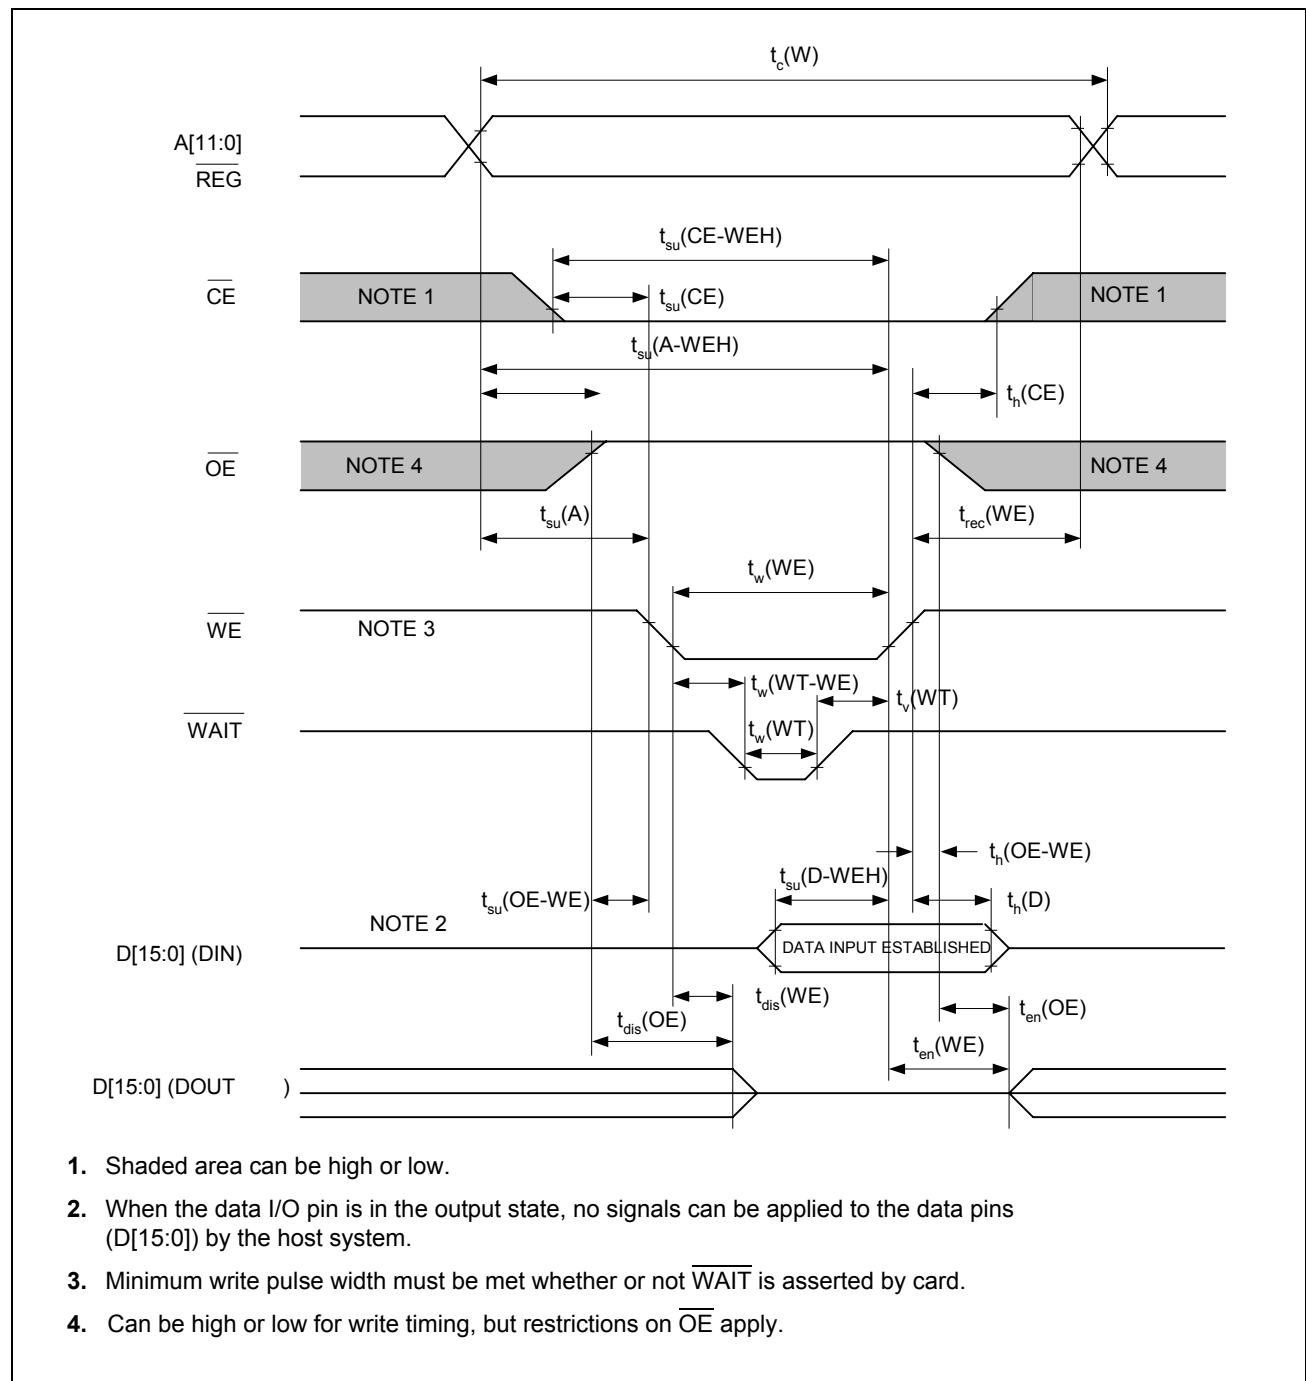 t_c(W)
A[11:0]
REG
t_su(CE-WEH)
CE
NOTE 1
t_su(CE)
NOTE 1
t_su(A-WEH)
t_h(CE)
OE
NOTE 4
NOTE 4
t_su(A)
t_rec(WE)
t_w(WE)
WE
NOTE 3
t_w(WT-WE)
t_v(WT)
WAIT
t_w(WT)
t_h(OE-WE)
t_su(D-WEH)
t_su(OE-WE)
t_h(D)
NOTE 2
D[15:0] (DIN)
DATA INPUT ESTABLISHED
t_dis(WE)
t_en(OE)
t_dis(OE)
t_en(WE)
D[15:0] (DOUT )
1. Shaded area can be high or low.
2. When the data I/O pin is in the output state, no signals can be applied to the data pins
(D[15:0]) by the host system.
3. Minimum write pulse width must be met whether or not WAIT is asserted by card.
4. Can be high or low for write timing, but restrictions on OE apply.